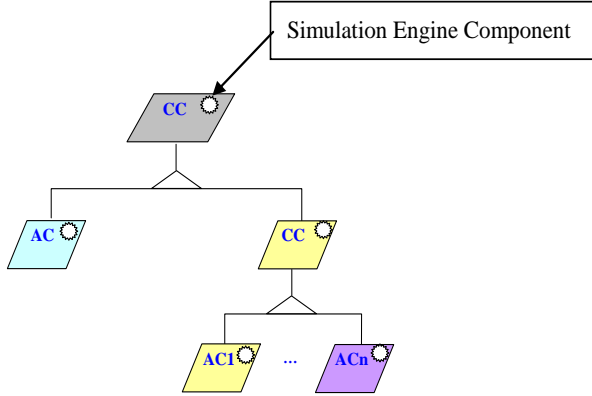 Simulation Engine Component
CC
AC
CC
AC1
...
ACn